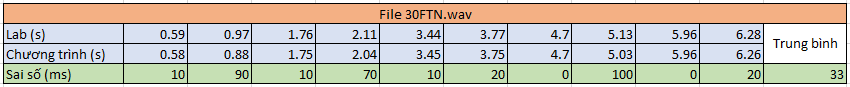 File 30FTN.wav
Lab (s) 0.59 0.97 1.76 2.11 3.44 3.77 4.7 5.13 5.96 6.28 Trung bình
Chương trình (s) 0.58 0.88 1.75 2.04 3.45 3.75 4.7 5.03 5.96 6.26
Sai số (ms) 10 90 10 70 10 20 0 100 0 20 33